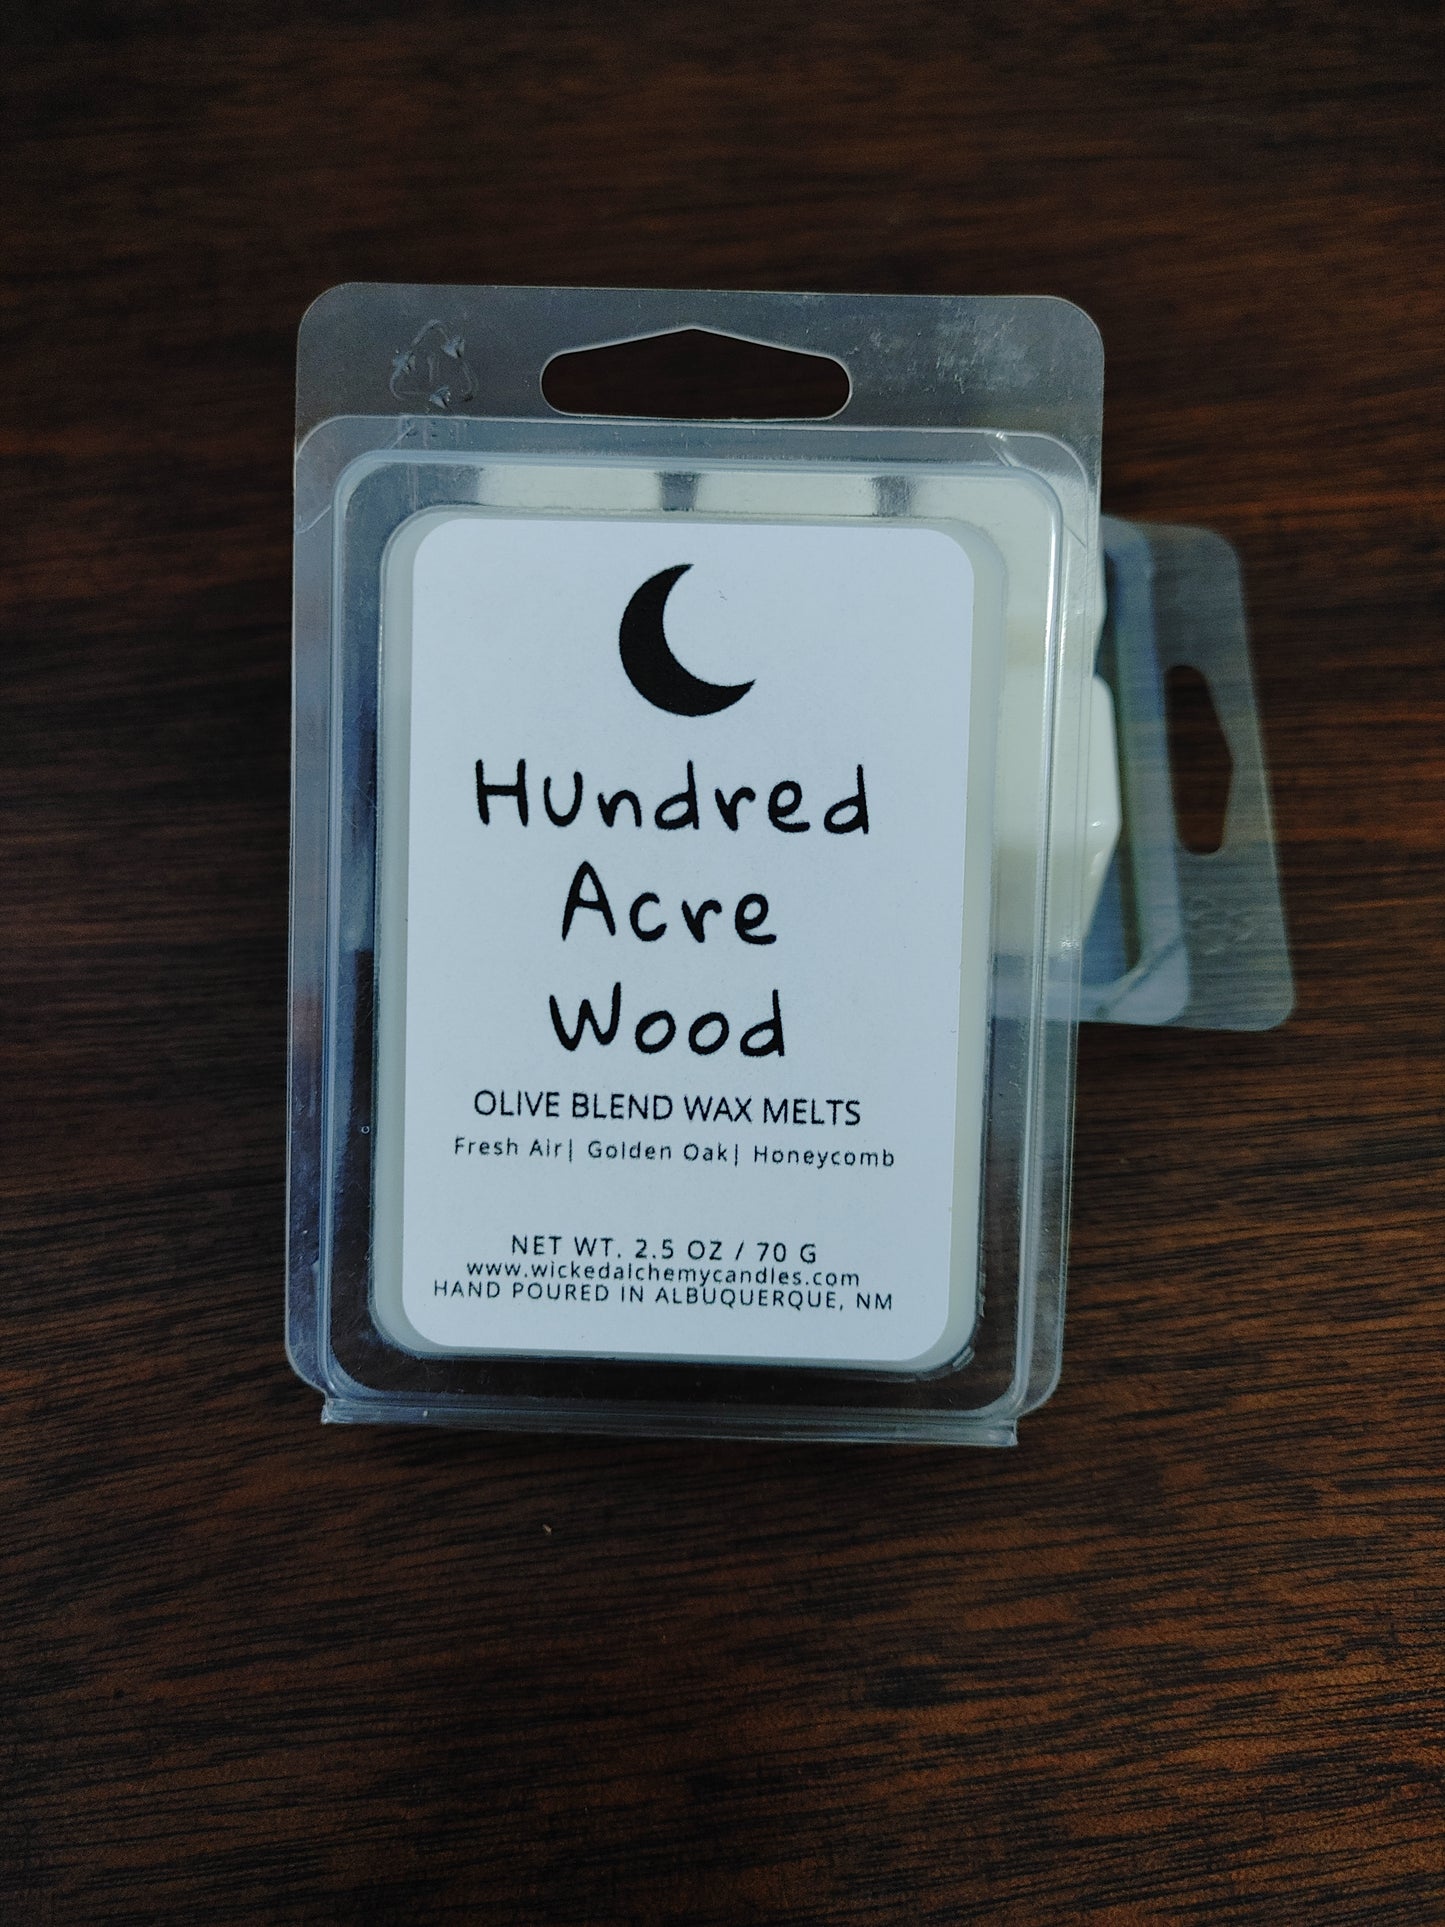 Hundred
Acre
Wood
OLIVE BLEND WAX MELTS
Fresh Air| Golden Oak| Honeycomb
NET WT. 2.5 OZ / 70 G
www.wickedalchemycandles.com
HAND POURED IN ALBUQUERQUE, NM